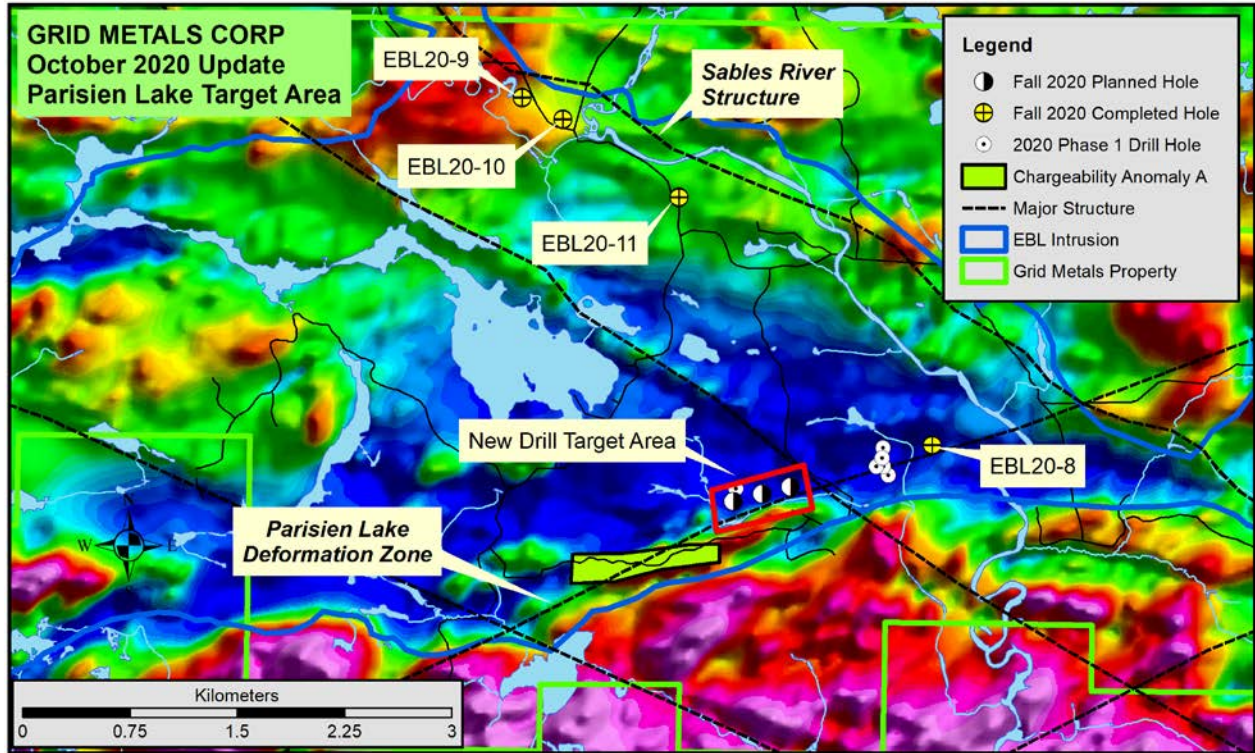 GRID METALS CORP
October 2020 Update
Parisien Lake Target Area
EBL20-9
EBL20-10
Sables River
Structure
EBL20-11
Legend
Fall 2020 Planned Hole
Fall 2020 Completed Hole
2020 Phase 1 Drill Hole
Chargeability Anomaly A
Major Structure
EBL Intrusion
Grid Metals Property
New Drill Target Area
EBL20-8
Parisien Lake
Deformation Zone
W E
Kilometers
0 0.75 1.5 2.25 3